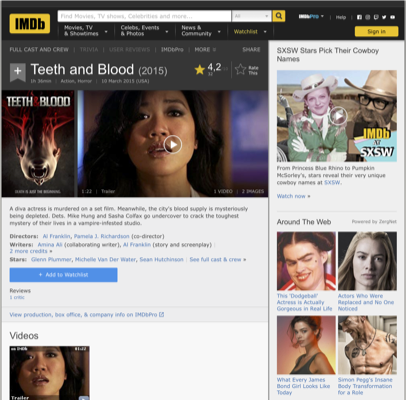 IMDb
Find Movies, TV shows, Celebrities and more...
All
IMDbPro
Help
Movies, TV
& Showtimes
Celebs, Events
& Photos
News &
Community
Watchlist
Sign in
FULL CAST AND CREW | TRIVIA | USER REVIEWS | IMDbPro | MORE
SHARE
Teeth and Blood (2015)
4,2
Rate
This
1h 36min | Action, Horror | 10 March 2015 (USA)
TEETH & BLOOD
1:22 | Trailer
1 VIDEO | 2 IMAGES
A diva actress is murdered on a set film. Meanwhile, the city's blood supply is mysteriously
being depleted. Dets. Mike Hung and Sasha Colfax go undercover to crack the toughest
mystery of their lives in a vampire-infested studio.
Directors: Al Franklin, Pamela J. Richardson (co-director)
Writers: Amina Ali (collaborating writer), Al Franklin (story and screenplay) |
2 more credits »
Stars: Glenn Plummer, Michelle Van Der Water, Sean Hutchinson | See full cast & crew »
+ Add to Watchlist
Reviews
1 critic
View production, box office, & company info on IMDbPro
Videos
on IMDb
01:22
Trailer
SXSW Stars Pick Their Cowboy
Names
IMDb
AT
SXSW
From Princess Blue Rhino to Pumpkin
McSorley's, stars reveal their very unique
cowboy names at SXSW.
Watch now »
Around The Web
Powered by ZergNet
This 'Dodgeball'
Actress is Actually
Gorgeous in Real Life
Actors Who Were
Replaced and No One
Noticed
What Every James
Bond Girl Looks Like
Today
Simon Pegg's Insane
Body Transformation
for a Role